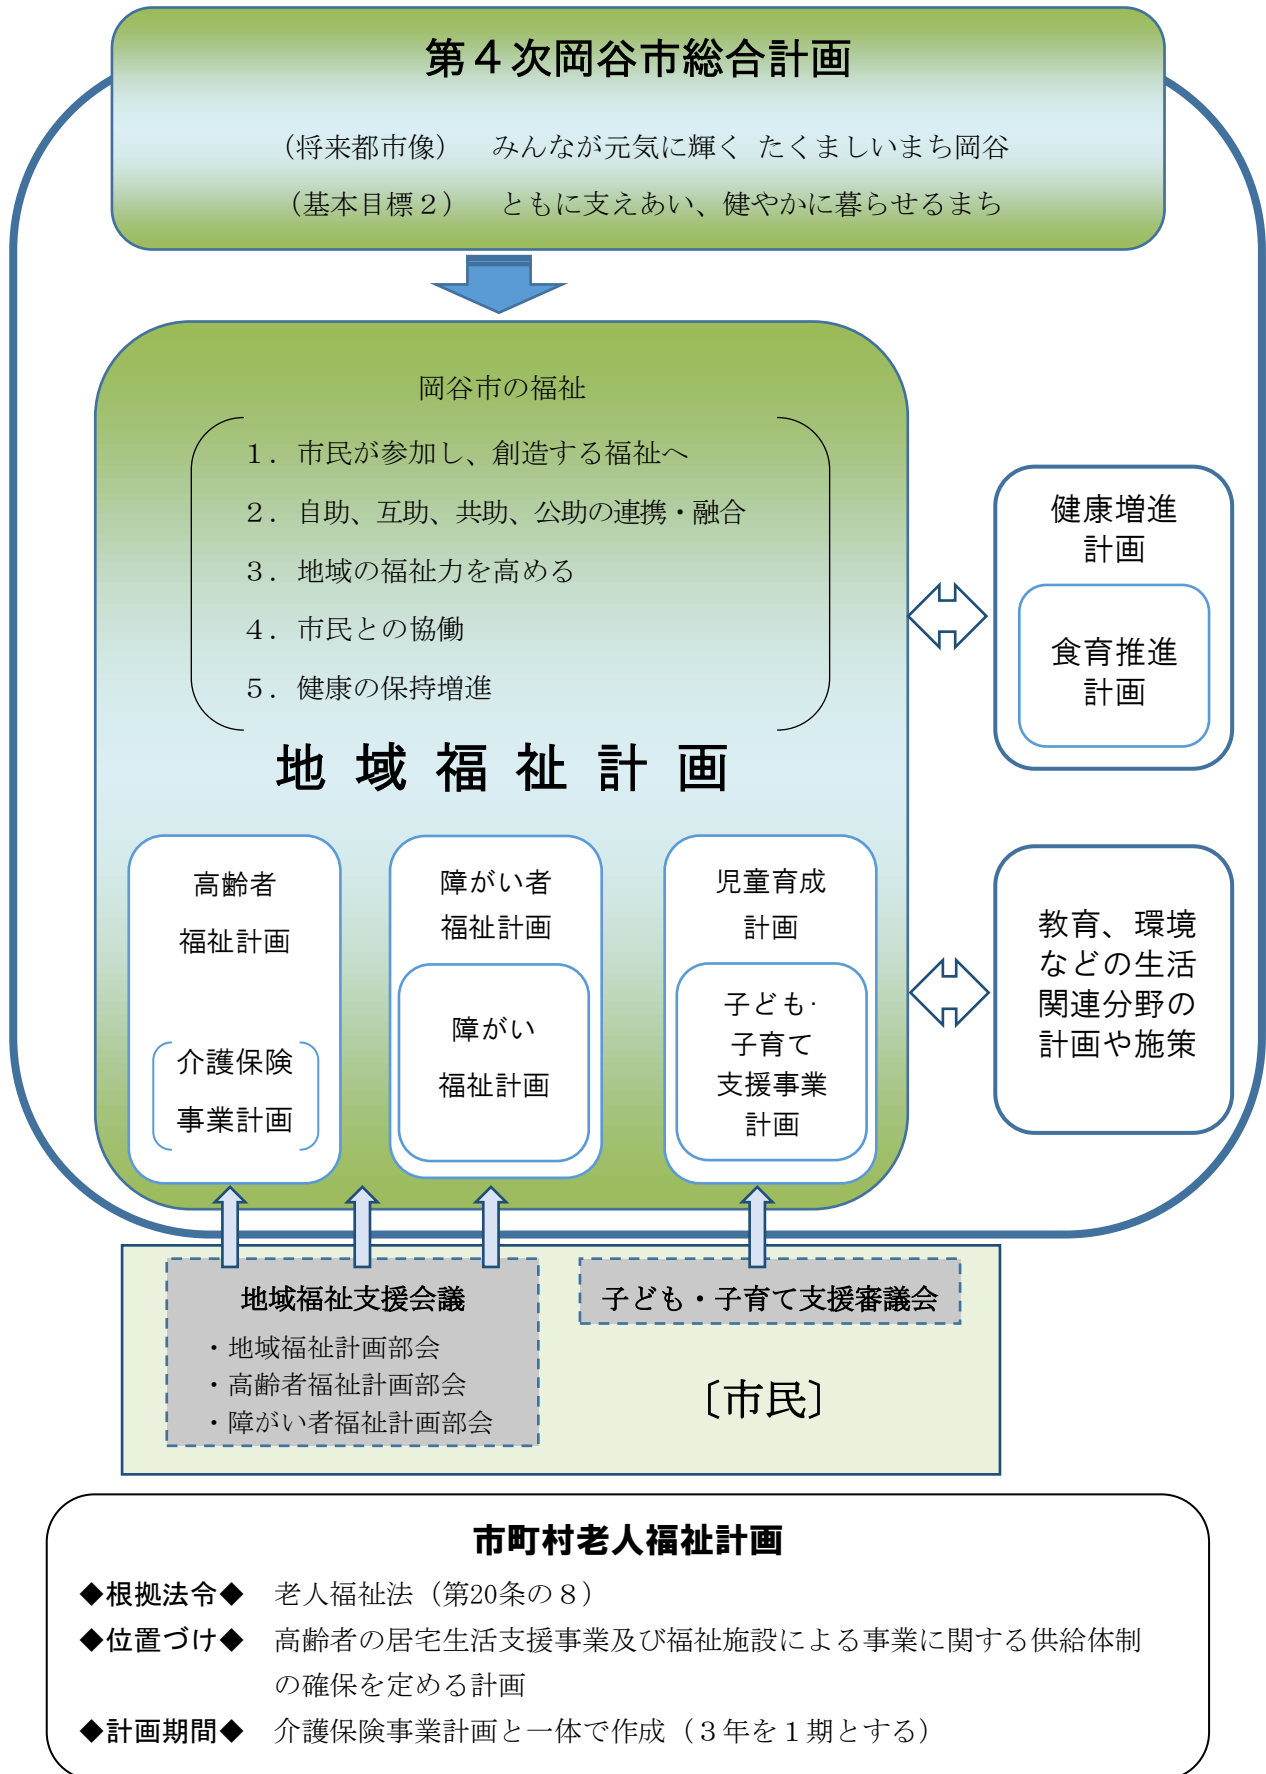 第４次岡谷市総合計画
（将来都市像）　みんなが元気に輝く たくましいまち岡谷
（基本目標２）　ともに支えあい、健やかに暮らせるまち
岡谷市の福祉
１．市民が参加し、創造する福祉へ
２．自助、互助、共助、公助の連携・融合
３．地域の福祉力を高める
４．市民との協働
５．健康の保持増進
地域福祉計画
高齢者
福祉計画
介護保険
事業計画
障がい者
福祉計画
障がい
福祉計画
児童育成
計画
子ども・
子育て
支援事業
計画
健康増進
計画
食育推進
計画
教育、環境
などの生活
関連分野の
計画や施策
地域福祉支援会議
・地域福祉計画部会
・高齢者福祉計画部会
・障がい者福祉計画部会
子ども・子育て支援審議会
〔市民〕
市町村老人福祉計画
◆根拠法令◆　老人福祉法（第20条の８）
◆位置づけ◆　高齢者の居宅生活支援事業及び福祉施設による事業に関する供給体制
の確保を定める計画
◆計画期間◆　介護保険事業計画と一体で作成（３年を１期とする）